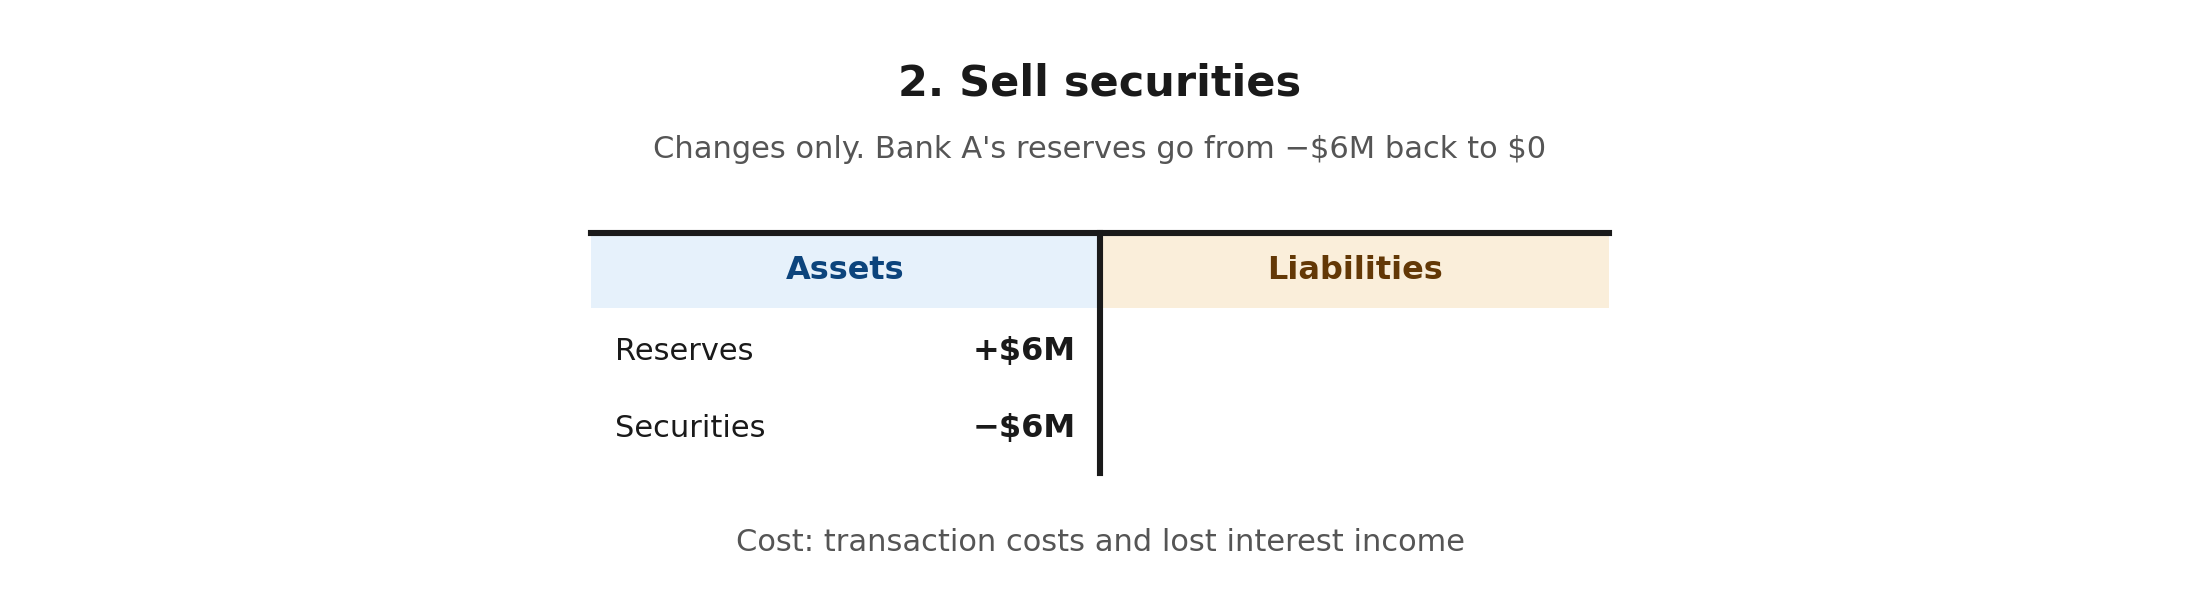 2. Sell securities
Changes only. Bank A's reserves go from −$6M back to $0
Assets Liabilities
Reserves +$6M
Securities −$6M
Cost: transaction costs and lost interest income